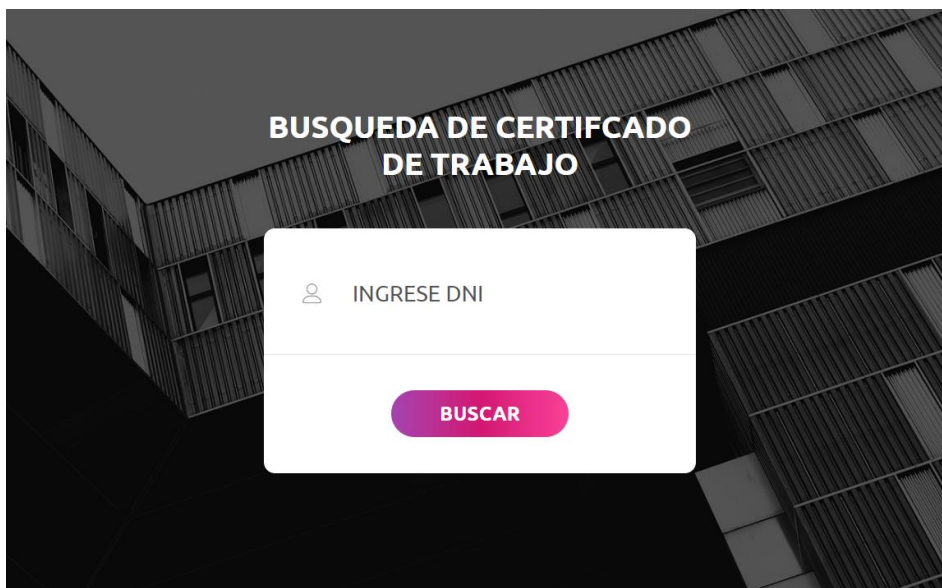 BUSQUEDA DE CERTIFCADO
DE TRABAJO
INGRESE DNI
BUSCAR